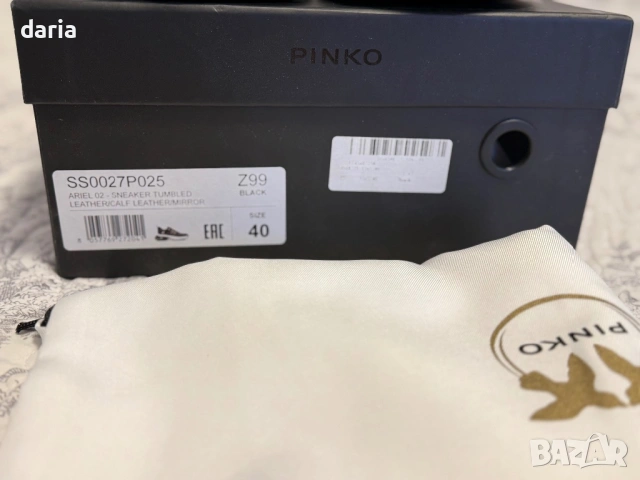 daria
PINKO
SS0027P025 Z99
ARIEL 02 - SNEAKER TUMBLED BLACK
LEATHER/CALF LEATHER/MIRROR
SIZE
EAC 40
PINKO
BAZAR